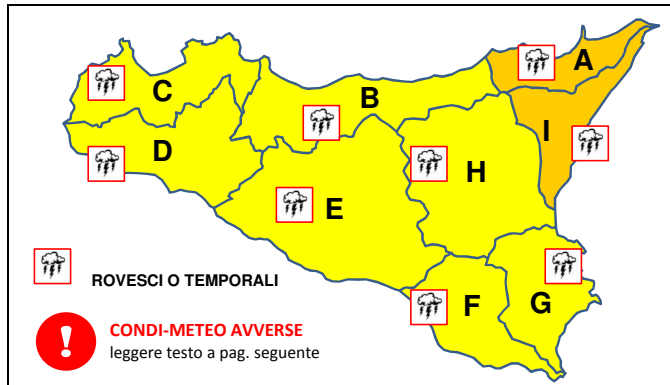 A
C
B
I
D
H
E
ROVESCI O TEMPORALI
F
G
!
CONDI-METEO AVVERSE
leggere testo a pag. seguente